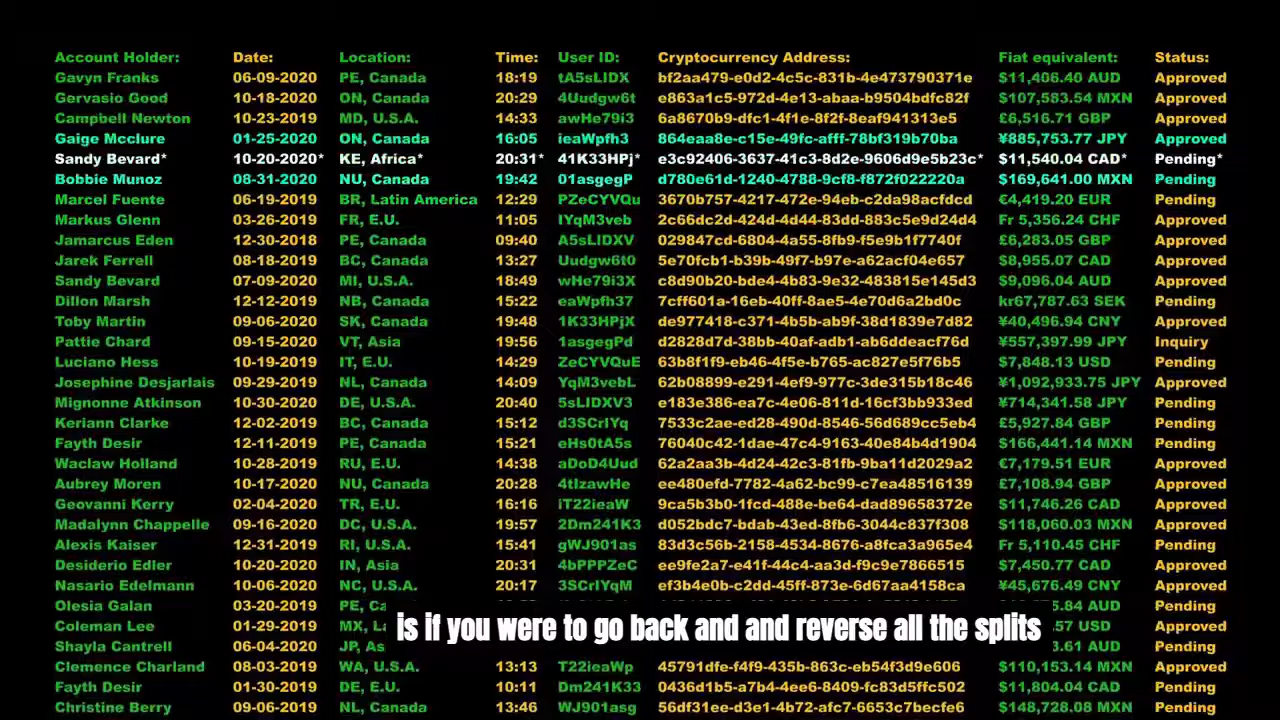 Account Holder: Date: Location: Time: User ID: Cryptocurrency Address: Fiat equivalent: Status:
Gavyn Franks 06-09-2020 PE, Canada 18:19 tA5sLIDX bf2aa479-e0d2-4c5c-831b-4e473790371e $11,406.40 AUD Approved
Gervasio Good 10-18-2020 ON, Canada 20:29 4Uudgw6t e863a1c5-972d-4e13-abaa-b9504bdfc82f $107,583.54 MXN Approved
Campbell Newton 10-23-2019 MD, U.S.A. 14:33 awHe79i3 6a8670b9-dfc1-4f1e-8f2f-8eaf941313e5 £6,516.71 GBP Approved
Gaige Mcclure 01-25-2020 ON, Canada 16:05 ieaWpfh3 864eaa8e-c15e-49fc-afff-78bf319b70ba ¥885,753.77 JPY Approved
Sandy Bevard* 10-20-2020* KE, Africa* 20:31* 41K33HPj* e3c92406-3637-41c3-8d2e-9606d9e5b23c* $11,540.04 CAD* Pending*
Bobbie Munoz 08-31-2020 NU, Canada 19:42 01asgegP d780e61d-1240-4788-9cf8-f872f022220a $169,641.00 MXN Pending
Marcel Fuente 06-19-2019 BR, Latin America 12:29 PZeCYVQu 3670b757-4217-472e-94eb-c2da98acfdcd €4,419.20 EUR Pending
Markus Glenn 03-26-2019 FR, E.U. 11:05 IYqM3veb 2c66dc2d-424d-4d44-83dd-883c5e9d24d4 Fr 5,356.24 CHF Approved
Jamarcus Eden 12-30-2018 PE, Canada 09:40 A5sLIDXV 029847cd-6804-4a55-8fb9-f5e9b1f7740f £6,283.05 GBP Approved
Jarek Ferrell 08-18-2019 BC, Canada 13:27 Uudgw6t0 5e70fcb1-b39b-49f7-b97e-a62acf04e657 $8,955.07 CAD Approved
Sandy Bevard 07-09-2020 MI, U.S.A. 18:49 wHe79i3X c8d90b20-bde4-4b83-9e32-483815e145d3 $9,096.04 AUD Approved
Dillon Marsh 12-12-2019 NB, Canada 15:22 eaWpfh37 7cff601a-16eb-40ff-8ae5-4e70d6a2bd0c kr67,787.63 SEK Pending
Toby Martin 09-06-2020 SK, Canada 19:48 1K33HPjX de977418-c371-4b5b-ab9f-38d1839e7d82 ¥40,496.94 CNY Approved
Pattie Chard 09-15-2020 VT, Asia 19:56 1asgegPd d2828d7d-38bb-40af-adb1-ab6ddeacf76d ¥557,397.99 JPY Inquiry
Luciano Hess 10-19-2019 IT, E.U. 14:29 ZeCYVQuE 63b8f1f9-eb46-4f5e-b765-ac827e5f76b5 $7,848.13 USD Pending
Josephine Desjarlais 09-29-2019 NL, Canada 14:09 YqM3vebL 62b08899-e291-4ef9-977c-3de315b18c46 ¥1,092,933.75 JPY Approved
Mignonne Atkinson 10-30-2020 DE, U.S.A. 20:40 5sLIDXV3 e183e386-ea7c-4e06-811d-16cf3bb933ed ¥714,341.58 JPY Pending
Keriann Clarke 12-02-2019 BC, Canada 15:12 d3SCrIYq 7533c2ae-ed28-490d-8546-56d689cc5eb4 £5,927.84 GBP Pending
Fayth Desir 12-11-2019 PE, Canada 15:21 eHs0tA5s 76040c42-1dae-47c4-9163-40e84b4d1904 $166,441.14 MXN Pending
Waclaw Holland 10-28-2019 RU, E.U. 14:38 aDoD4Uud 62a2aa3b-4d24-42c3-81fb-9ba11d2029a2 €7,179.51 EUR Approved
Aubrey Moren 10-17-2020 NU, Canada 20:28 4tIzawHe ee480efd-7782-4a62-bc99-c7ea48516139 £7,108.94 GBP Approved
Geovanni Kerry 02-04-2020 TR, E.U. 16:16 iT22ieaW 9ca5b3b0-1fcd-488e-be64-dad89658372e $11,746.26 CAD Approved
Madalynn Chappelle 09-16-2020 DC, U.S.A. 19:57 2Dm241K3 d052bdc7-bdab-43ed-8fb6-3044c837f308 $118,060.03 MXN Approved
Alexis Kaiser 12-31-2019 RI, U.S.A. 15:41 gWJ901as 83d3c56b-2158-4534-8676-a8fca3a965e4 Fr 5,110.45 CHF Pending
Desiderio Edler 10-20-2020 IN, Asia 20:31 4bPPPZeC ee9fe2a7-e41f-44c4-aa3d-f9c9e7866515 $7,450.77 CAD Pending
Nasario Edelmann 10-06-2020 NC, U.S.A. 20:17 3SCrIYqM ef3b4e0b-c2dd-45ff-873e-6d67aa4158ca ¥45,676.49 CNY Approved
Olesia Galan 03-20-2019 PE, 5.84 AUD Pending
Coleman Lee 01-29-2019 MX, .57 USD Approved
Shayla Cantrell 06-04-2020 JP, As 3.61 AUD Pending
is if you were to go back and and reverse all the splits
Clemence Charland 08-03-2019 WA, U.S.A. 13:13 T22ieaWp 45791dfe-f4f9-435b-863c-eb54f3d9e606 $110,153.14 MXN Approved
Fayth Desir 01-30-2019 DE, E.U. 10:11 Dm241K33 0436d1b5-a7b4-4ee6-8409-fc83d5ffc502 $11,804.04 CAD Pending
Christine Berry 09-06-2019 NL, Canada 13:46 WJ901asg 56df31ee-d3e1-4b72-afc7-6653c7becfe6 $148,728.08 MXN Pending